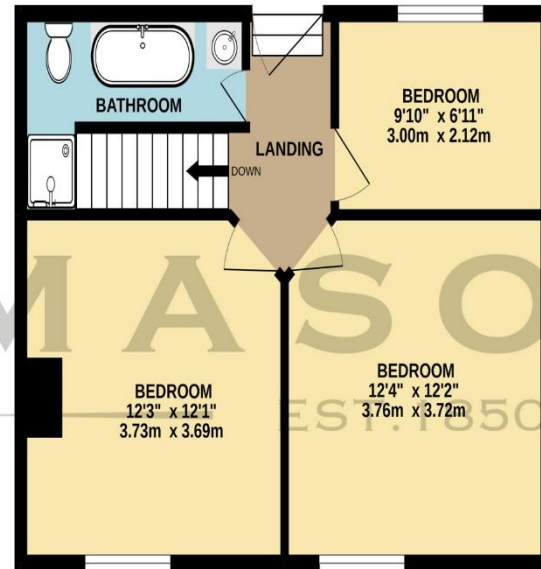 BATHROOM
LANDING
DOWN
BEDROOM
9'10" x 6'11"
3.00m x 2.12m
MASO
EST.1850
BEDROOM
12'3" x 12'1"
3.73m x 3.69m
BEDROOM
12'4" x 12'2"
3.76m x 3.72m